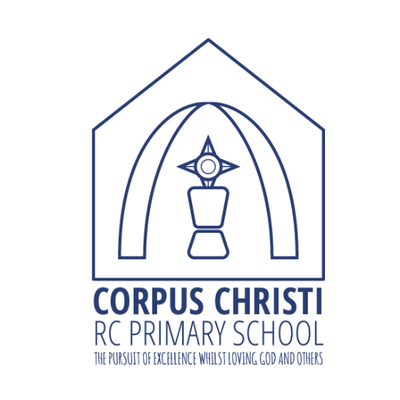 CORPUS CHRISTI
RC PRIMARY SCHOOL
THE PURSUIT OF EXCELLENCE WHILST LOVING GOD AND OTHERS